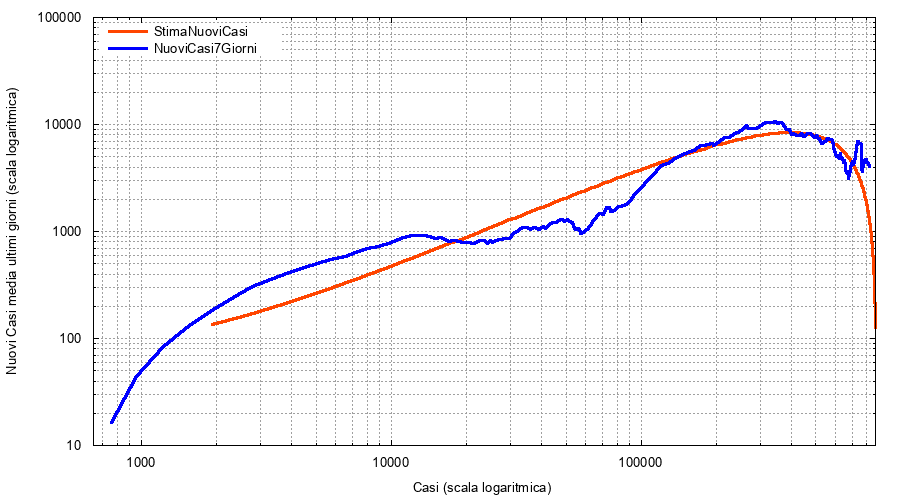 100000
10000
1000
100
10
StimaNuoviCasi
NuoviCasi7Giorni
Nuovi Casi media ultimi giorni (scala logaritmica)
1000
10000
100000
Casi (scala logaritmica)